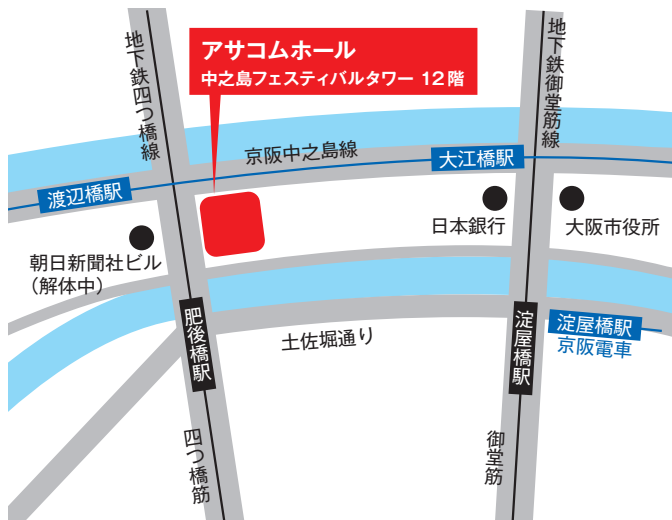 アサコムホール
中之島フェスティバルタワー 12階
地下鉄四つ橋線
地下鉄御堂筋線
京阪中之島線
大江橋駅
渡辺橋駅
日本銀行
大阪市役所
朝日新聞社ビル
(解体中)
肥後橋駅
土佐堀通り
淀屋橋駅
淀屋橋駅
京阪電車
四つ橋筋
御堂筋